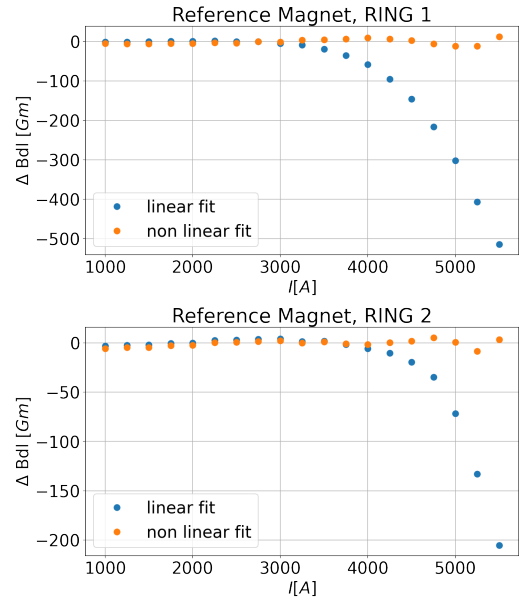 Reference Magnet, RING 1
0
−100
−200
−300
−400
−500
Δ Bdl [Gm]
linear fit
non linear fit
1000 2000 3000 4000 5000
I[A]
Reference Magnet, RING 2
0
−50
−100
−150
−200
Δ Bdl [Gm]
linear fit
non linear fit
1000 2000 3000 4000 5000
I[A]